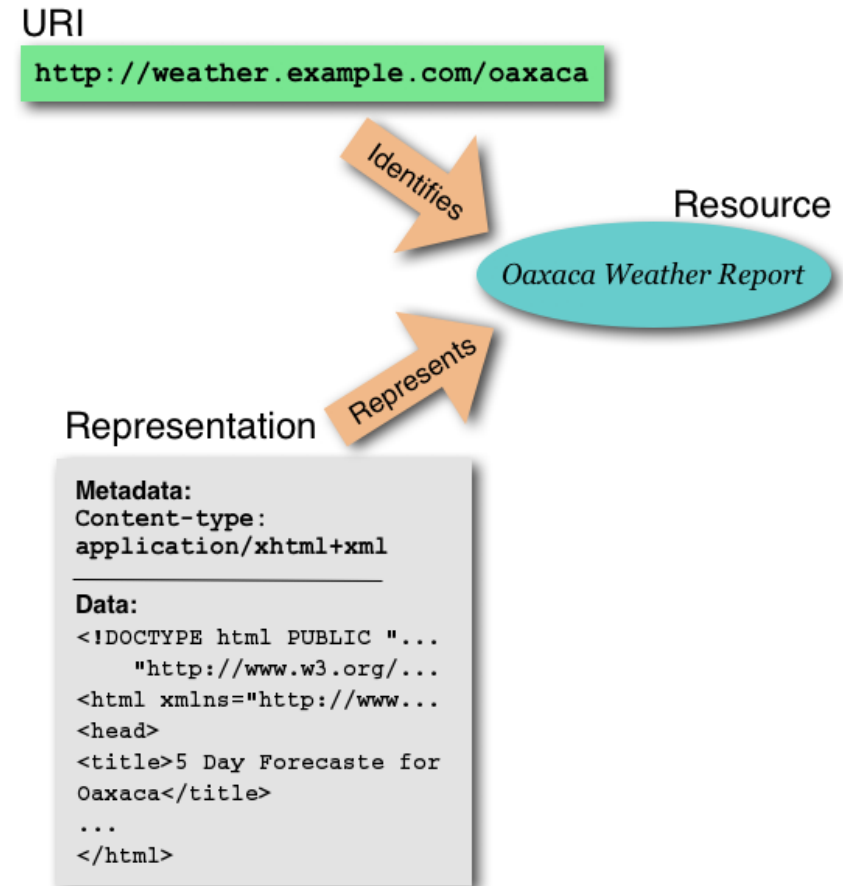 URI
http://weather.example.com/oaxaca
Identifies
Resource
Oaxaca Weather Report
Represents
Representation
Metadata:
Content-type:
application/xhtml+xml
Data:
<!DOCTYPE html PUBLIC "...
"http://www.w3.org/...
<html xmlns="http://www...
<head>
<title>5 Day Forecaste for
Oaxaca</title>
...
</html>